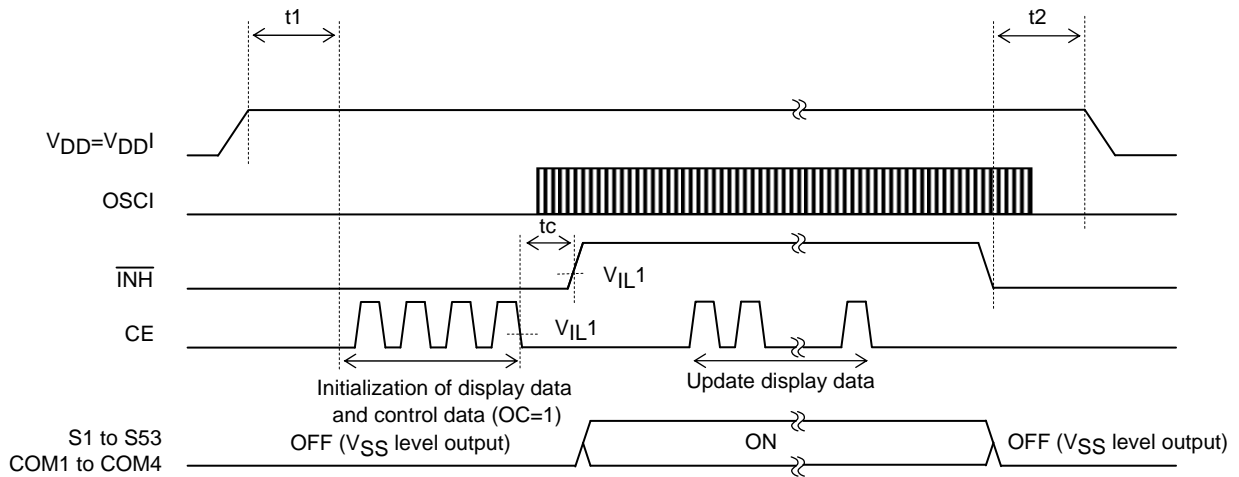 t1
t2
VDD=VDDI
OSCI
tc
INH
VIL1
CE
VIL1
Initialization of display data
and control data (OC=1)
Update display data
S1 to S53
COM1 to COM4
OFF (VSS level output)
ON
OFF (VSS level output)